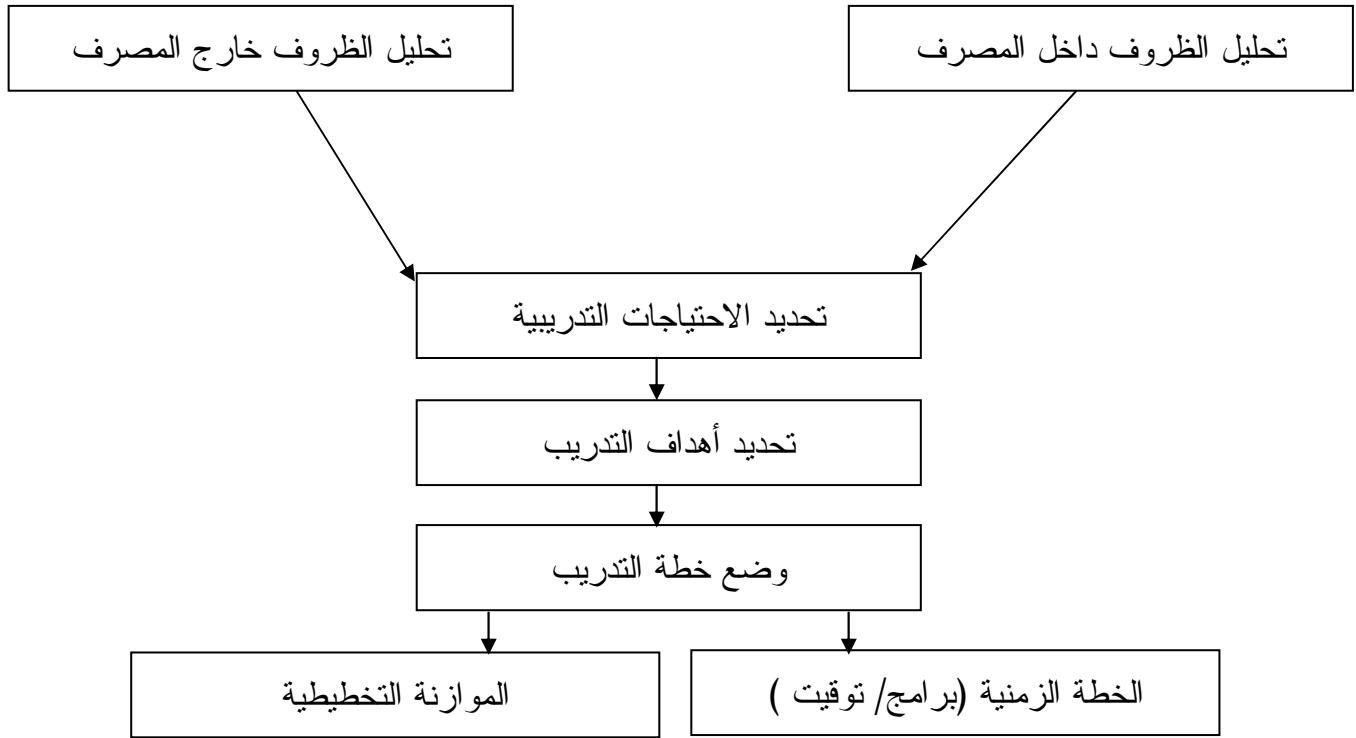 تحليل الظروف داخل المصرف
تحليل الظروف خارج المصرف
تحديد الاحتياجات التدريبية
تحديد أهداف التدريب
وضع خطة التدريب
الخطة الزمنية (برامج/ توقيت )
الموازنة التخطيطية